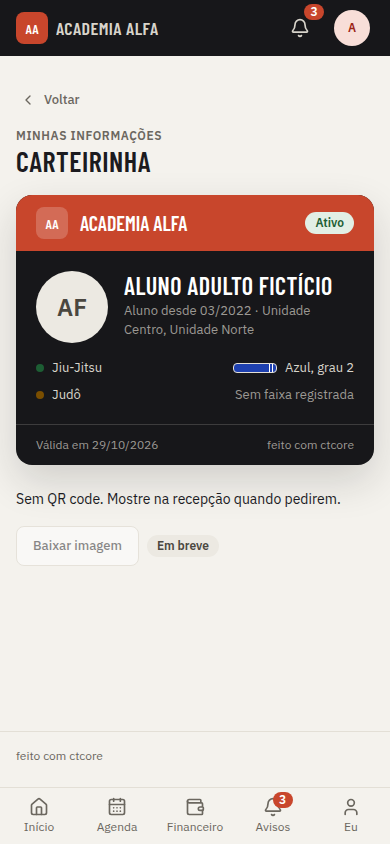 AA ACADEMIA ALFA 3 A
Voltar
MINHAS INFORMAÇÕES
CARTEIRINHA
AA ACADEMIA ALFA Ativo
AF
ALUNO ADULTO FICTÍCIO
Aluno desde 03/2022 · Unidade
Centro, Unidade Norte
Jiu-Jitsu Azul, grau 2
Judô Sem faixa registrada
Válida em 29/10/2026 feito com ctcore
Sem QR code. Mostre na recepção quando pedirem.
Baixar imagem Em breve
feito com ctcore
3
Início Agenda Financeiro Avisos Eu